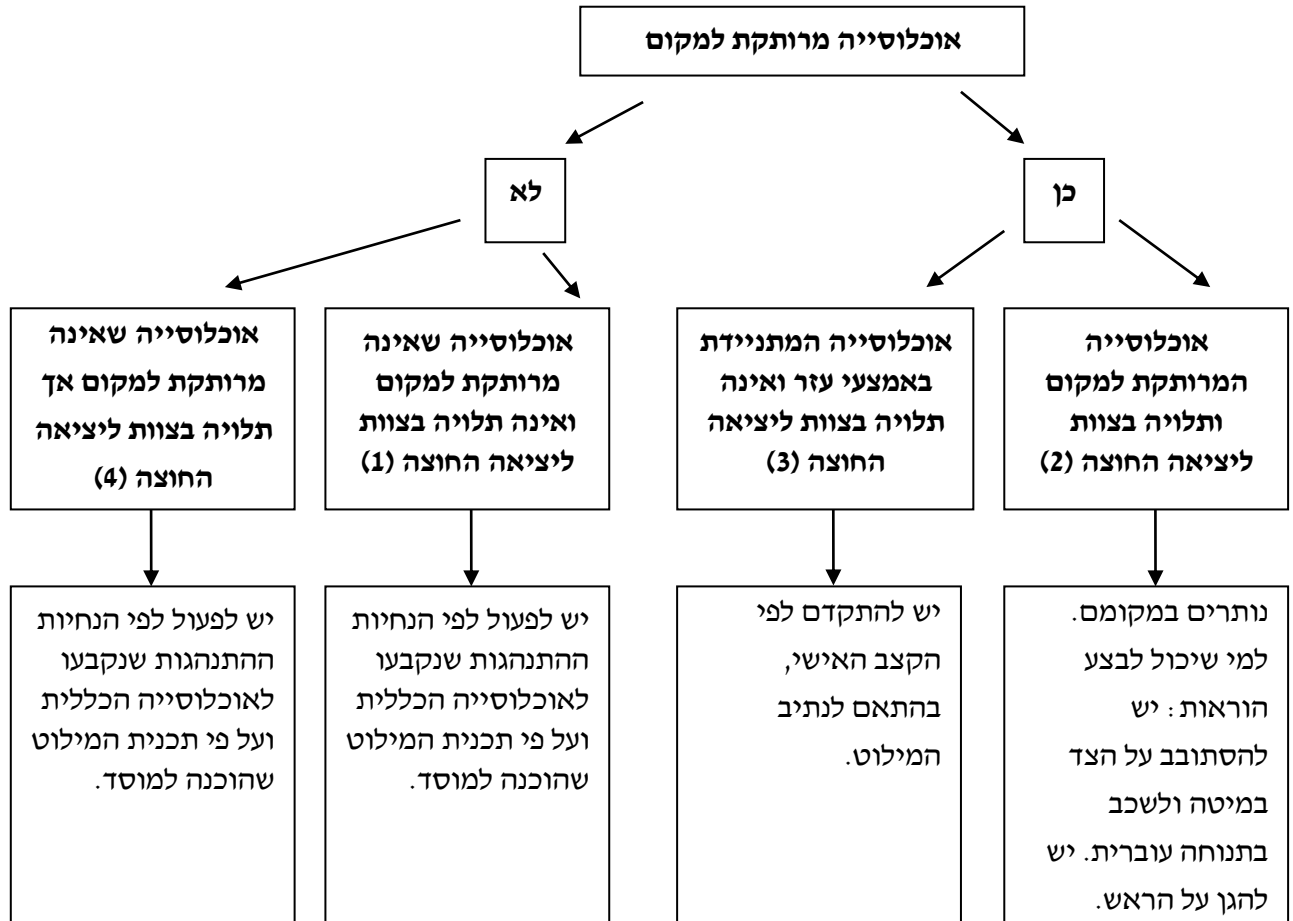 אוכלוסייה מרותקת למקום
כן
לא
אוכלוסייה
המרותקת למקום
ותלויה בצוות
ליציאה החוצה (2)
אוכלוסייה המתניידת
באמצעי עזר ואינה
תלויה בצוות ליציאה
החוצה (3)
אוכלוסייה שאינה
מרותקת למקום
ואינה תלויה בצוות
ליציאה החוצה (1)
אוכלוסייה שאינה
מרותקת למקום אך
תלויה בצוות ליציאה
החוצה (4)
נותרים במקומם.
למי שיכול לבצע
הוראות: יש
להסתובב על הצד
במיטה ולשכב
בתנוחה עוברית. יש
להגן על הראש.
יש להתקדם לפי
הקצב האישי,
בהתאם לנתיב
המילוט.
יש לפעול לפי הנחיות
ההתנהגות שנקבעו
לאוכלוסייה הכללית
ועל פי תכנית המילוט
שהוכנה למוסד.
יש לפעול לפי הנחיות
ההתנהגות שנקבעו
לאוכלוסייה הכללית
ועל פי תכנית המילוט
שהוכנה למוסד.